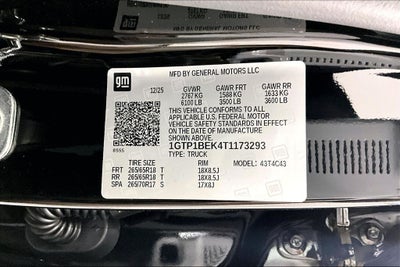 gm
MFD BY GENERAL MOTORS LLC
12/25 GVWR GAWR FRT GAWR RR
2767 KG 1588 KG 1633 KG
6100 LB 3500 LB 3600 LB
THIS VEHICLE CONFORMS TO ALL
APPLICABLE U.S. FEDERAL MOTOR
VEHICLE SAFETY STANDARDS IN EFFECT
ON THE DATE OF MANUFACTURE
SHOWN ABOVE.
1GTP1BEK4T1173293
TYPE: TRUCK MODEL: 43T4C43
TIRE SIZE RIM
FRT 265/65R18 T 18X8.5J
RR 265/65R18 T 18X8.5J
SPA 265/70R17 S 17X8J